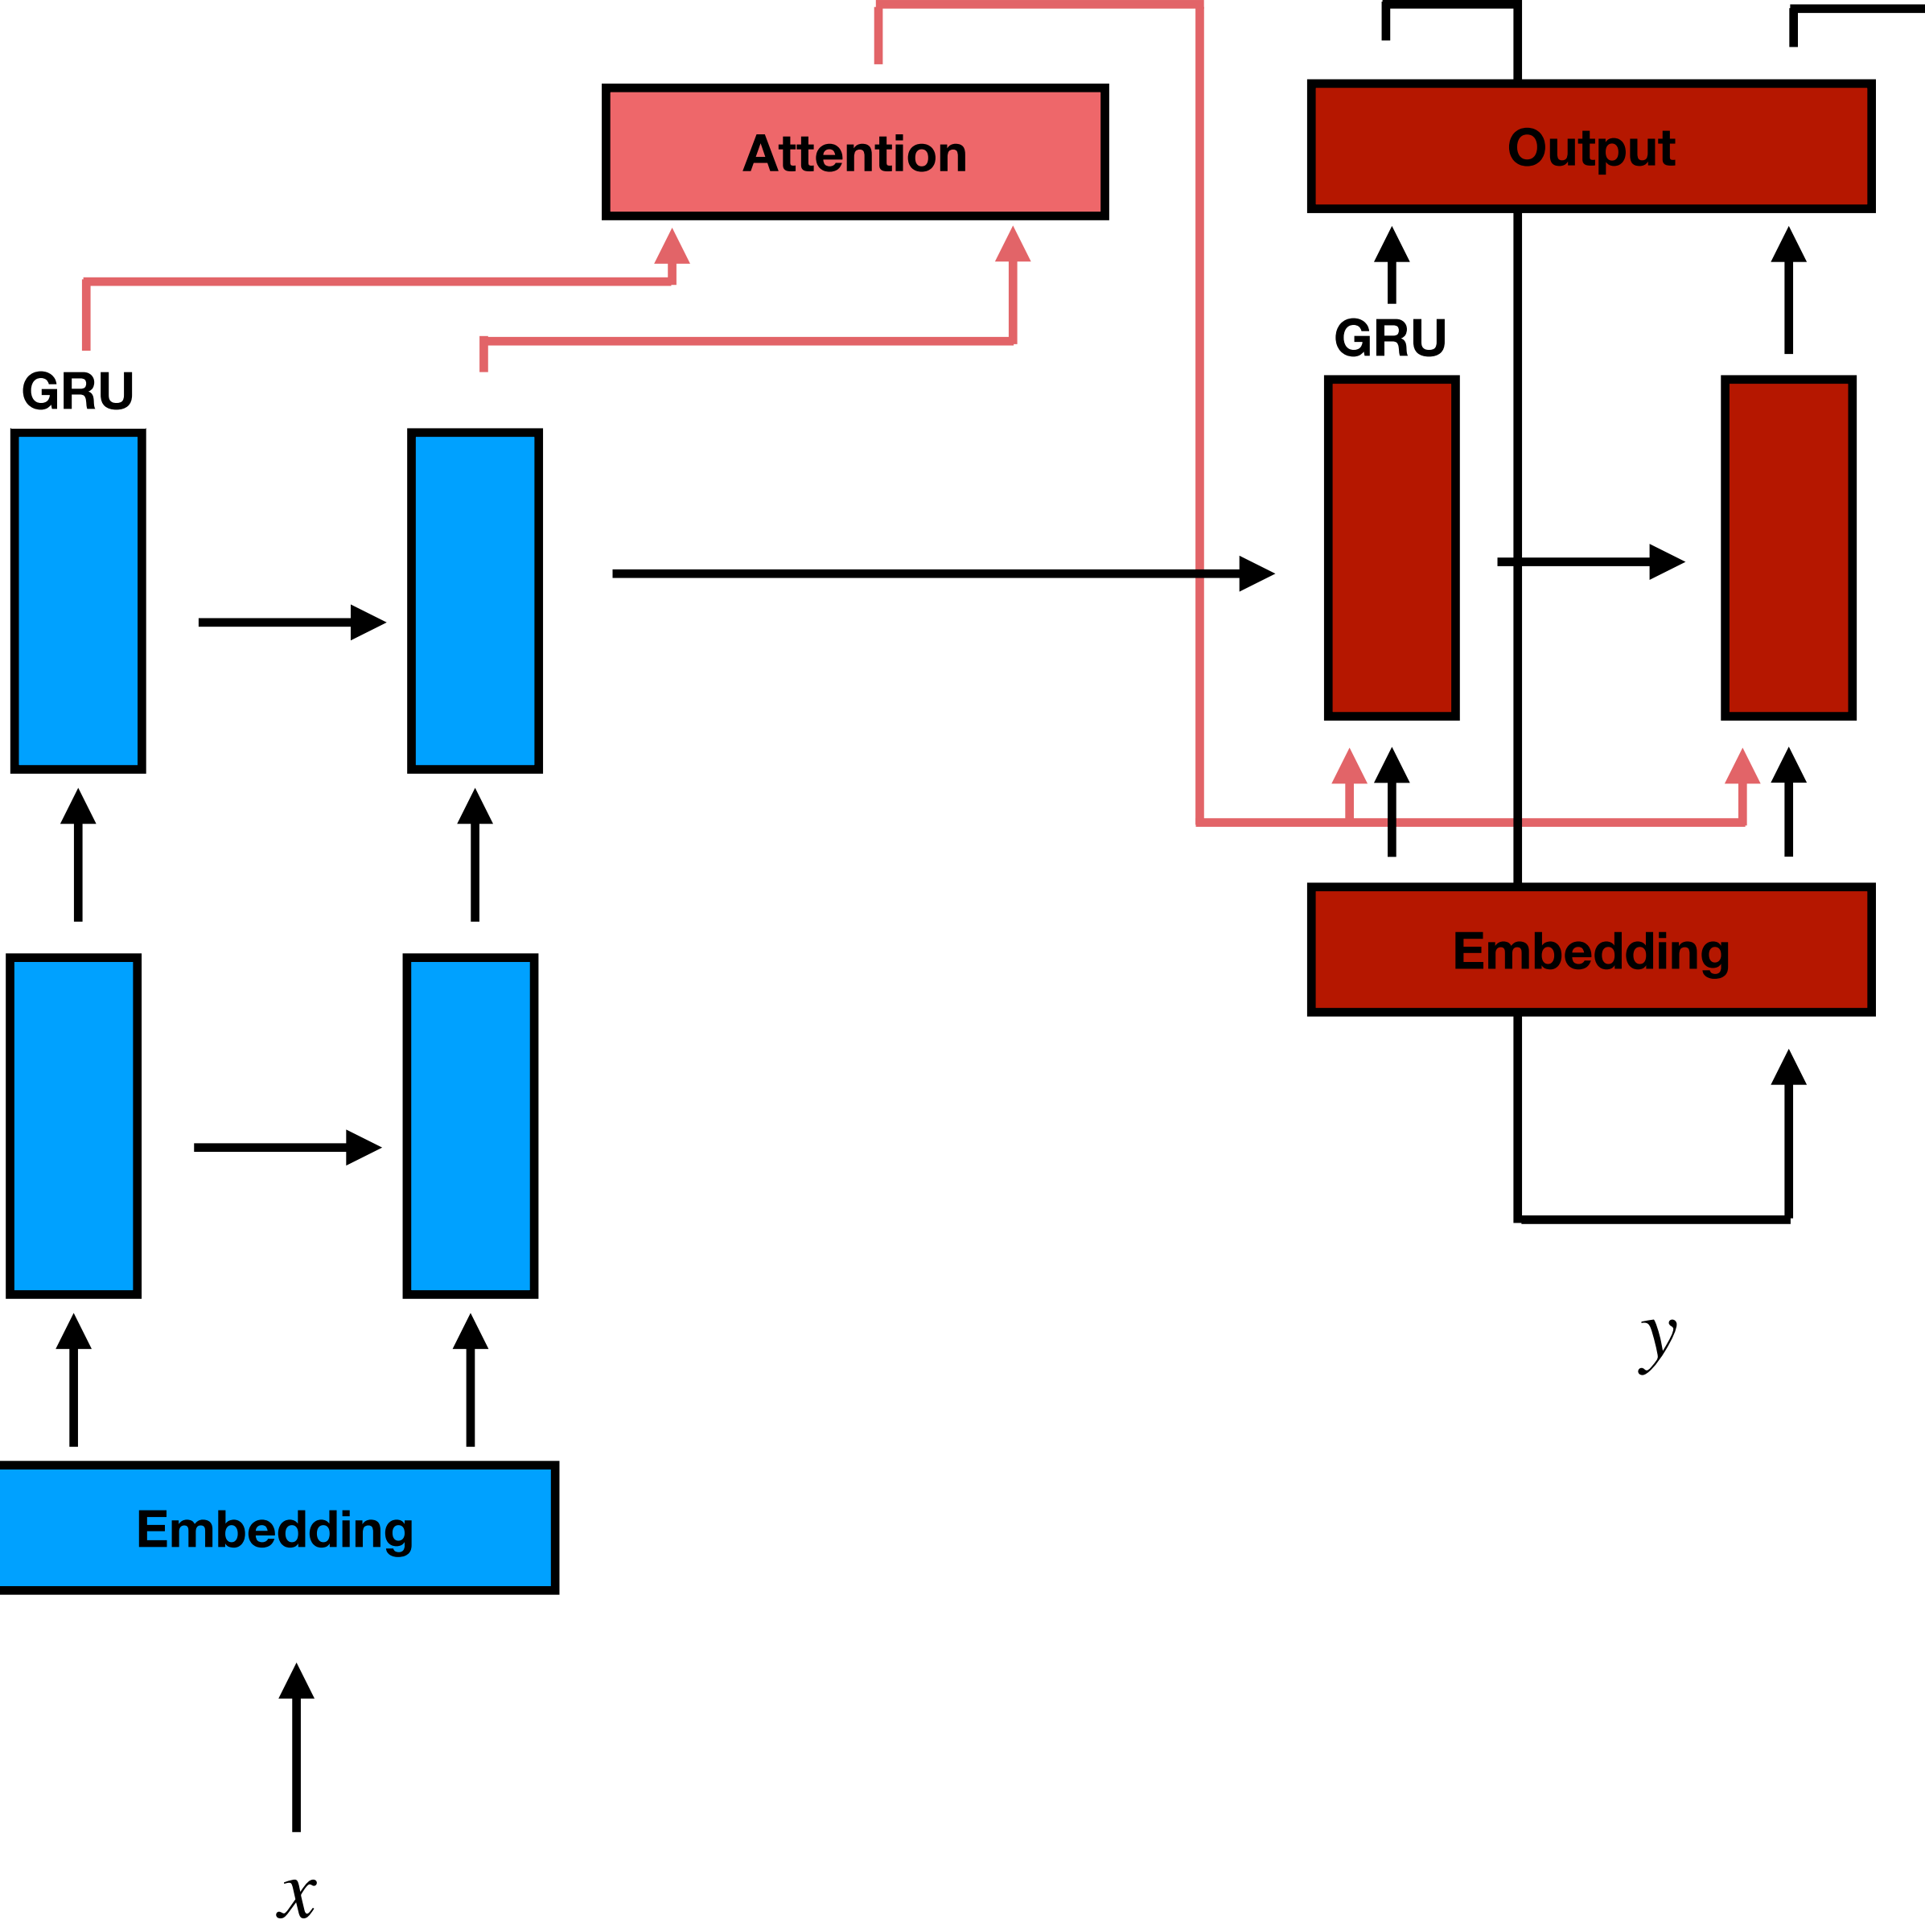 Attention
Output
GRU
GRU
Embedding
y
Embedding
x